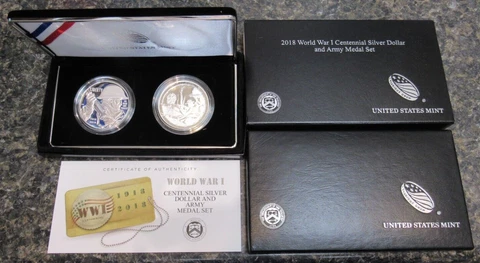 2018 World War I Centennial Silver Dollar
and Army Medal Set
UNITED STATES MINT
LIBERTY
CERTIFICATE OF AUTHENTICITY
WORLD WAR I
CENTENNIAL SILVER
DOLLAR AND
ARMY
MEDAL SET
1918
WWI 2018
UNITED STATES MINT